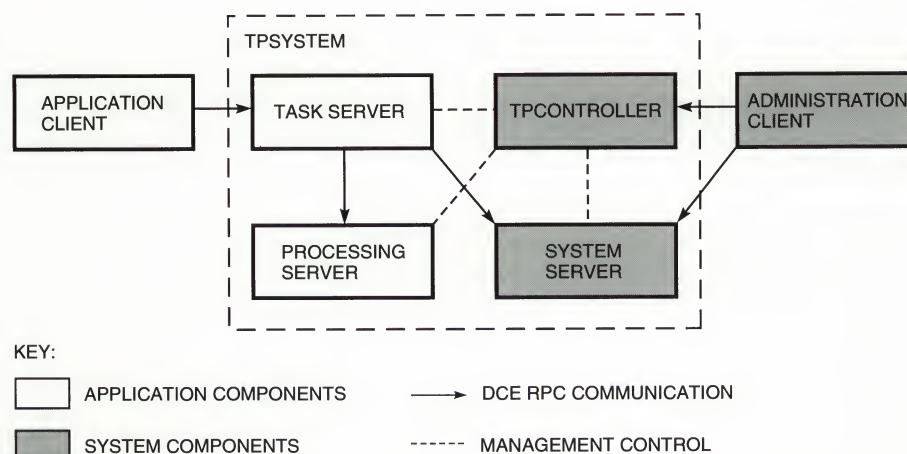 TPSYSTEM
APPLICATION
CLIENT
TASK SERVER
TPCONTROLLER
ADMINISTRATION
CLIENT
PROCESSING
SERVER
SYSTEM
SERVER
KEY:
APPLICATION COMPONENTS
DCE RPC COMMUNICATION
SYSTEM COMPONENTS
MANAGEMENT CONTROL